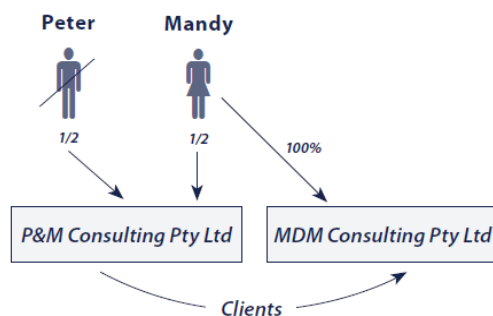 Peter
Mandy
1/2
1/2
100%
P&M Consulting Pty Ltd
MDM Consulting Pty Ltd
Clients